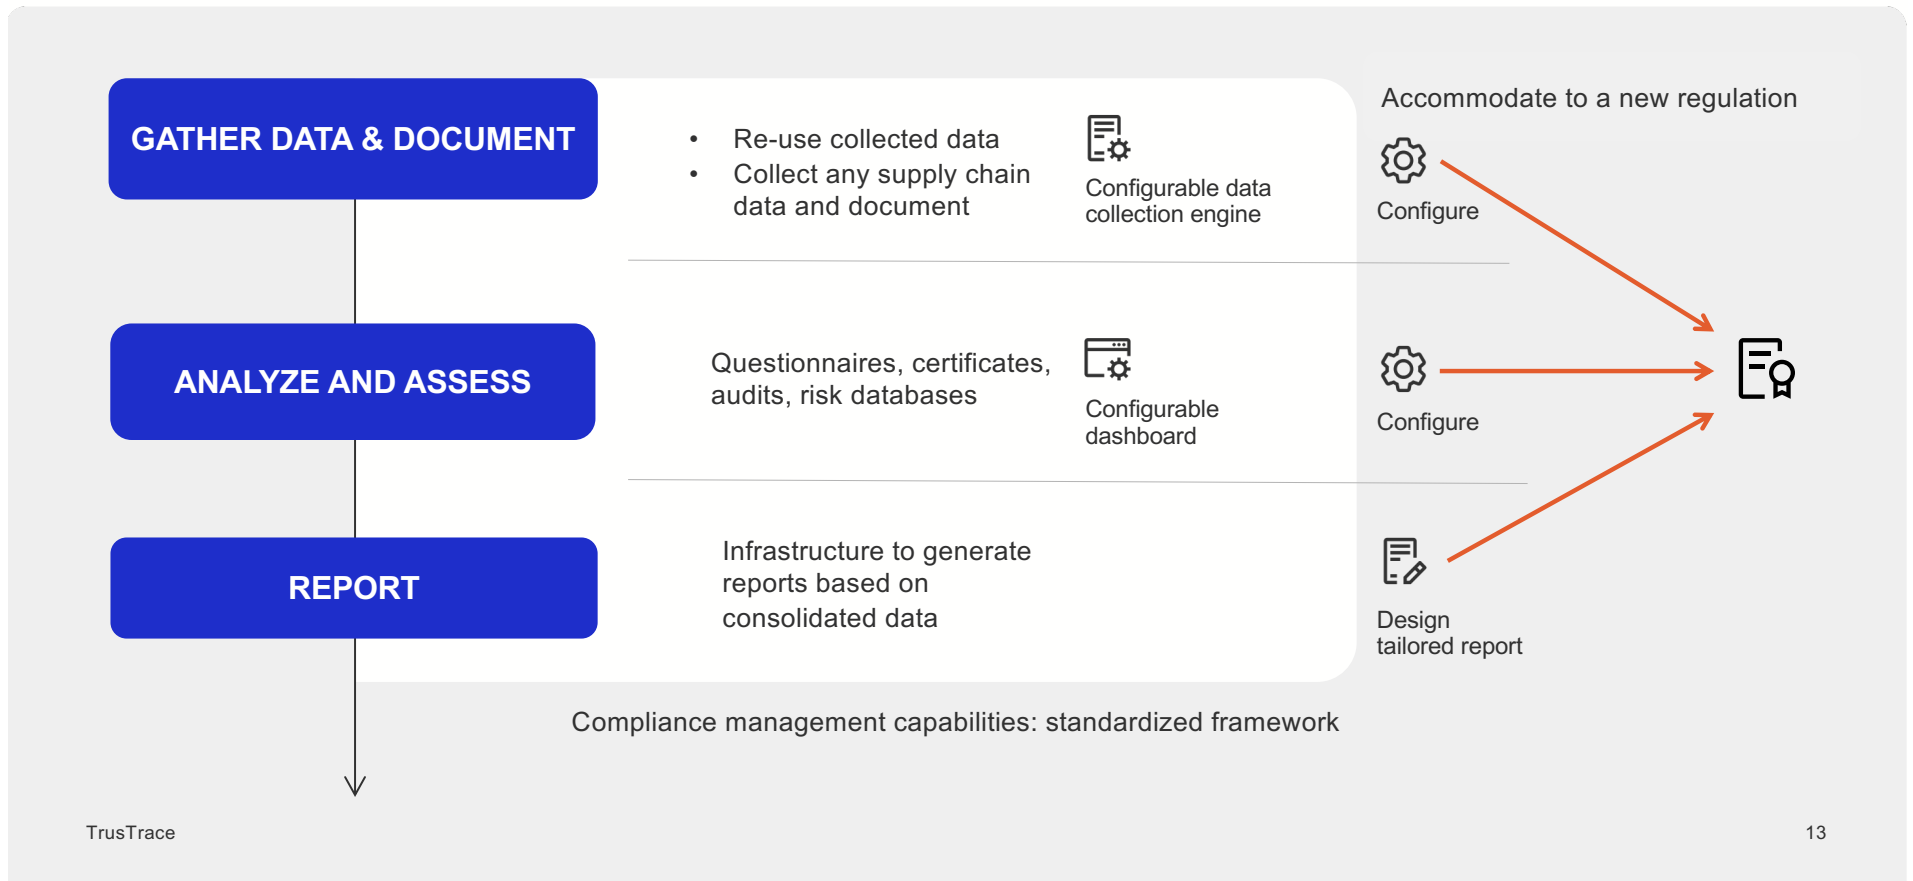 Accommodate to a new regulation
GATHER DATA & DOCUMENT
• Re-use collected data
• Collect any supply chain
data and document
Configurable data
collection engine
Configure
ANALYZE AND ASSESS
Questionnaires, certificates,
audits, risk databases
Configurable
dashboard
Configure
REPORT
Infrastructure to generate
reports based on
consolidated data
Design
tailored report
Compliance management capabilities: standardized framework
TrusTrace
13